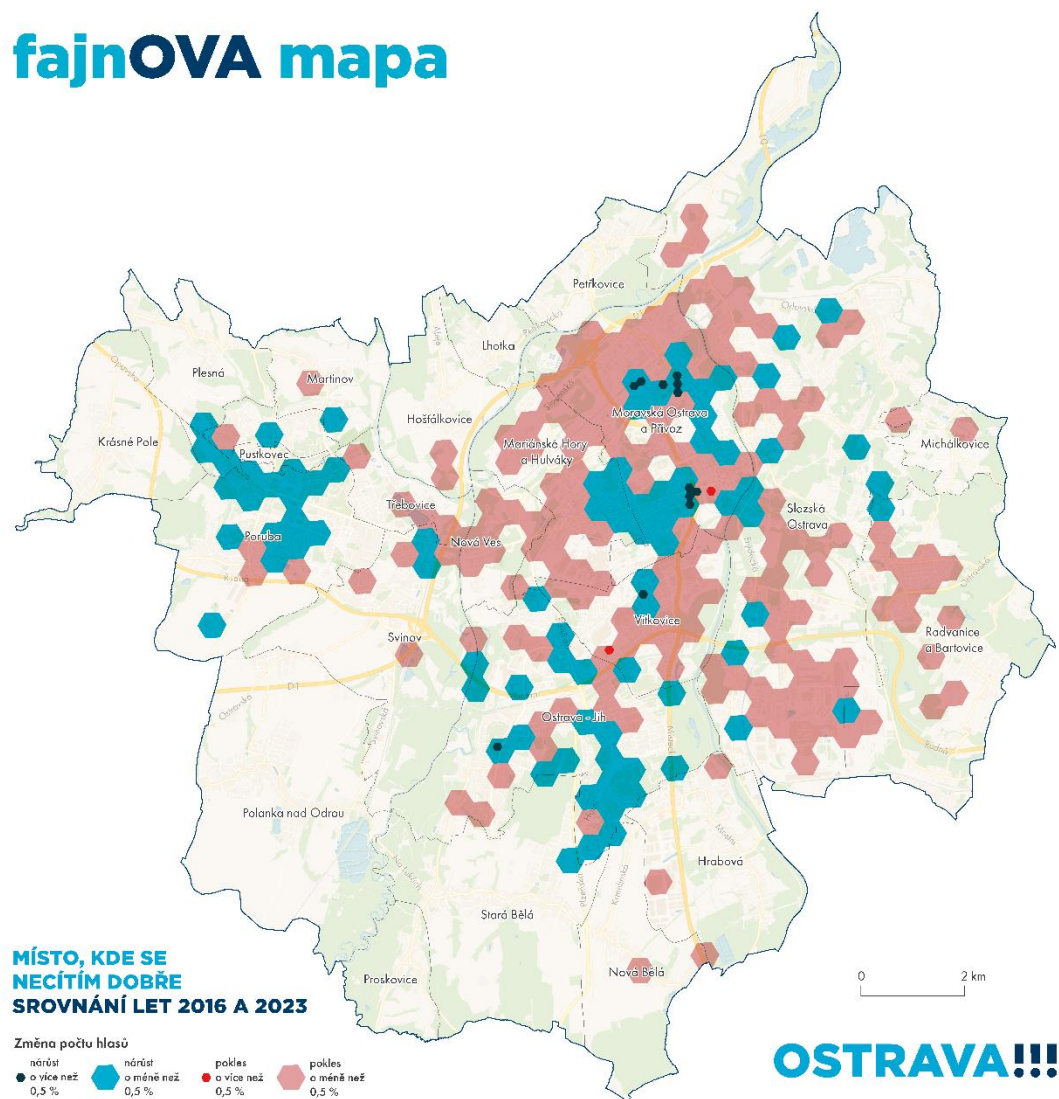 fajnOVA mapa
Petřkovice
Lhotka
Hošťálkovice
Plesná
Martinov
Krásné Pole
Pustkovec
Poruba
Třebovice
Nová Ves
Svinov
Mariánské Hory
a Hulváky
Moravská Ostrava
a Přívoz
Slezská
Ostrava
Michálkovice
Radvanice
a Bartovice
Vítkovice
Ostrava - Jih
Polanka nad Odrou
Hrabová
Stará Bělá
Proskovice
Nová Bělá
Rudná
D1
Plzeňská
MÍSTO, KDE SE
NECÍTÍM DOBŘE
SROVNÁNÍ LET 2016 A 2023
Změna počtu hlasů
nárůst
o více než
0,5 %
nárůst
o méně než
0,5 %
pokles
o více než
0,5 %
pokles
o méně než
0,5 %
0 2 km
OSTRAVA!!!